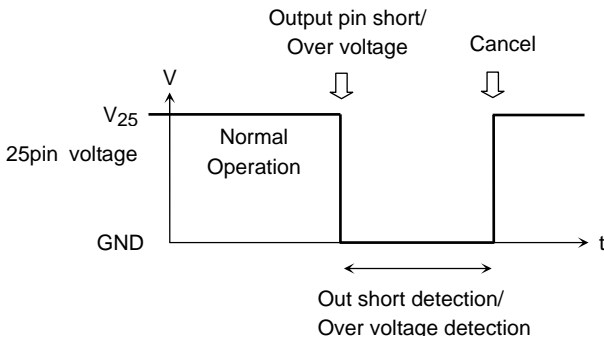 Output pin short/
Over voltage
Cancel
V
V25
Normal
Operation
25pin voltage
GND
t
Out short detection/
Over voltage detection